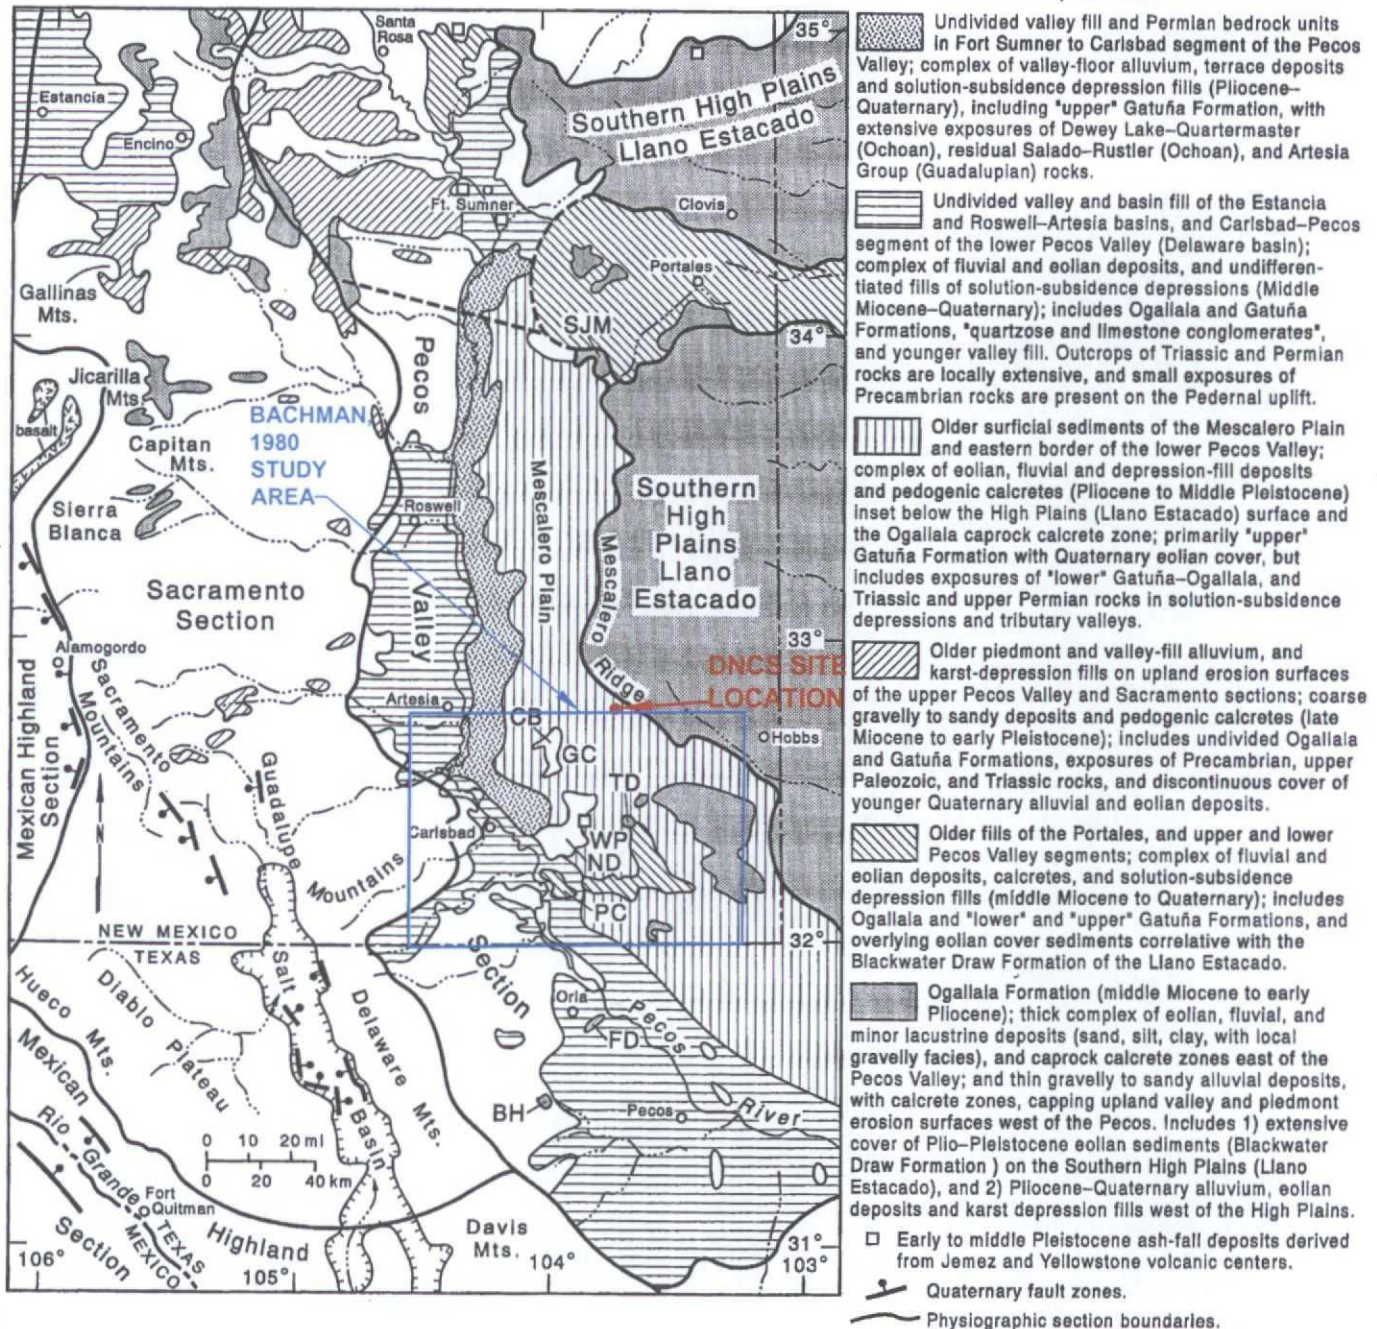 Santa
Rosa
35°
Estancia
Encino
Southern High Plains
Llano Estacado
Ft. Sumner
Clovis
Portales
Gallinas
Mts.
SJM
34°
Pecos
Jicarilla
Mts.
basalt
BACHMAN,
1980
STUDY
AREA
Capitan
Mts.
Mescalero Plain
Southern
High
Plains
Llano
Estacado
Sierra
Blanca
Roswell
Mescalero
Sacramento
Section
Valley
33°
Alamogordo
Ridge
DNCS SITE
LOCATION
Mexican Highland
Section
Sacramento
Mountains
Artesia
CB
GC
Hobbs
TD
Guadalupe
Mountains
N
Carlsbad
WP
ND
PC
NEW MEXICO
TEXAS
32°
Section
Salt
Basin
Diablo
Plateau
Hueco
Mts.
Delaware
Mts.
Orla
FD
Pecos
River
BH
Pecos
Mexican
Highland
Section
Rio
Grande
0 10 20 mi
0 20 40 km
Fort
Quitman
TEXAS
MEXICO
Davis
Mts.
31°
106°
105°
104°
103°
Undivided valley fill and Permian bedrock units
in Fort Sumner to Carlsbad segment of the Pecos
Valley; complex of valley-floor alluvium, terrace deposits
and solution-subsidence depression fills (Pliocene–
Quaternary), including "upper" Gatuña Formation, with
extensive exposures of Dewey Lake–Quartermaster
(Ochoan), residual Salado–Rustler (Ochoan), and Artesia
Group (Guadalupian) rocks.
Undivided valley and basin fill of the Estancia
and Roswell–Artesia basins, and Carlsbad–Pecos
segment of the lower Pecos Valley (Delaware basin);
complex of fluvial and eolian deposits, and undifferen-
tiated fills of solution-subsidence depressions (Middle
Miocene–Quaternary); includes Ogallala and Gatuña
Formations, "quartzose and limestone conglomerates",
and younger valley fill. Outcrops of Triassic and Permian
rocks are locally extensive, and small exposures of
Precambrian rocks are present on the Pedernal uplift.
Older surficial sediments of the Mescalero Plain
and eastern border of the lower Pecos Valley;
complex of eolian, fluvial and depression-fill deposits
and pedogenic calcretes (Pliocene to Middle Pleistocene)
inset below the High Plains (Llano Estacado) surface and
the Ogallala caprock calcrete zone; primarily "upper"
Gatuña Formation with Quaternary eolian cover, but
includes exposures of "lower" Gatuña–Ogallala, and
Triassic and upper Permian rocks in solution-subsidence
depressions and tributary valleys.
Older piedmont and valley-fill alluvium, and
karst-depression fills on upland erosion surfaces
of the upper Pecos Valley and Sacramento sections; coarse
gravelly to sandy deposits and pedogenic calcretes (late
Miocene to early Pleistocene); includes undivided Ogallala
and Gatuña Formations, exposures of Precambrian, upper
Paleozoic, and Triassic rocks, and discontinuous cover of
younger Quaternary alluvial and eolian deposits.
Older fills of the Portales, and upper and lower
Pecos Valley segments; complex of fluvial and
eolian deposits, calcretes, and solution-subsidence
depression fills (middle Miocene to Quaternary); includes
Ogallala and "lower" and "upper" Gatuña Formations, and
overlying eolian cover sediments correlative with the
Blackwater Draw Formation of the Llano Estacado.
Ogallala Formation (middle Miocene to early
Pliocene); thick complex of eolian, fluvial, and
minor lacustrine deposits (sand, silt, clay, with local
gravelly facies), and caprock calcrete zones east of the
Pecos Valley; and thin gravelly to sandy alluvial deposits,
with calcrete zones, capping upland valley and piedmont
erosion surfaces west of the Pecos. Includes 1) extensive
cover of Plio–Pleistocene eolian sediments (Blackwater
Draw Formation ) on the Southern High Plains (Llano
Estacado), and 2) Pliocene–Quaternary alluvium, eolian
deposits and karst depression fills west of the High Plains.
Early to middle Pleistocene ash-fall deposits derived
from Jemez and Yellowstone volcanic centers.
Quaternary fault zones.
Physiographic section boundaries.